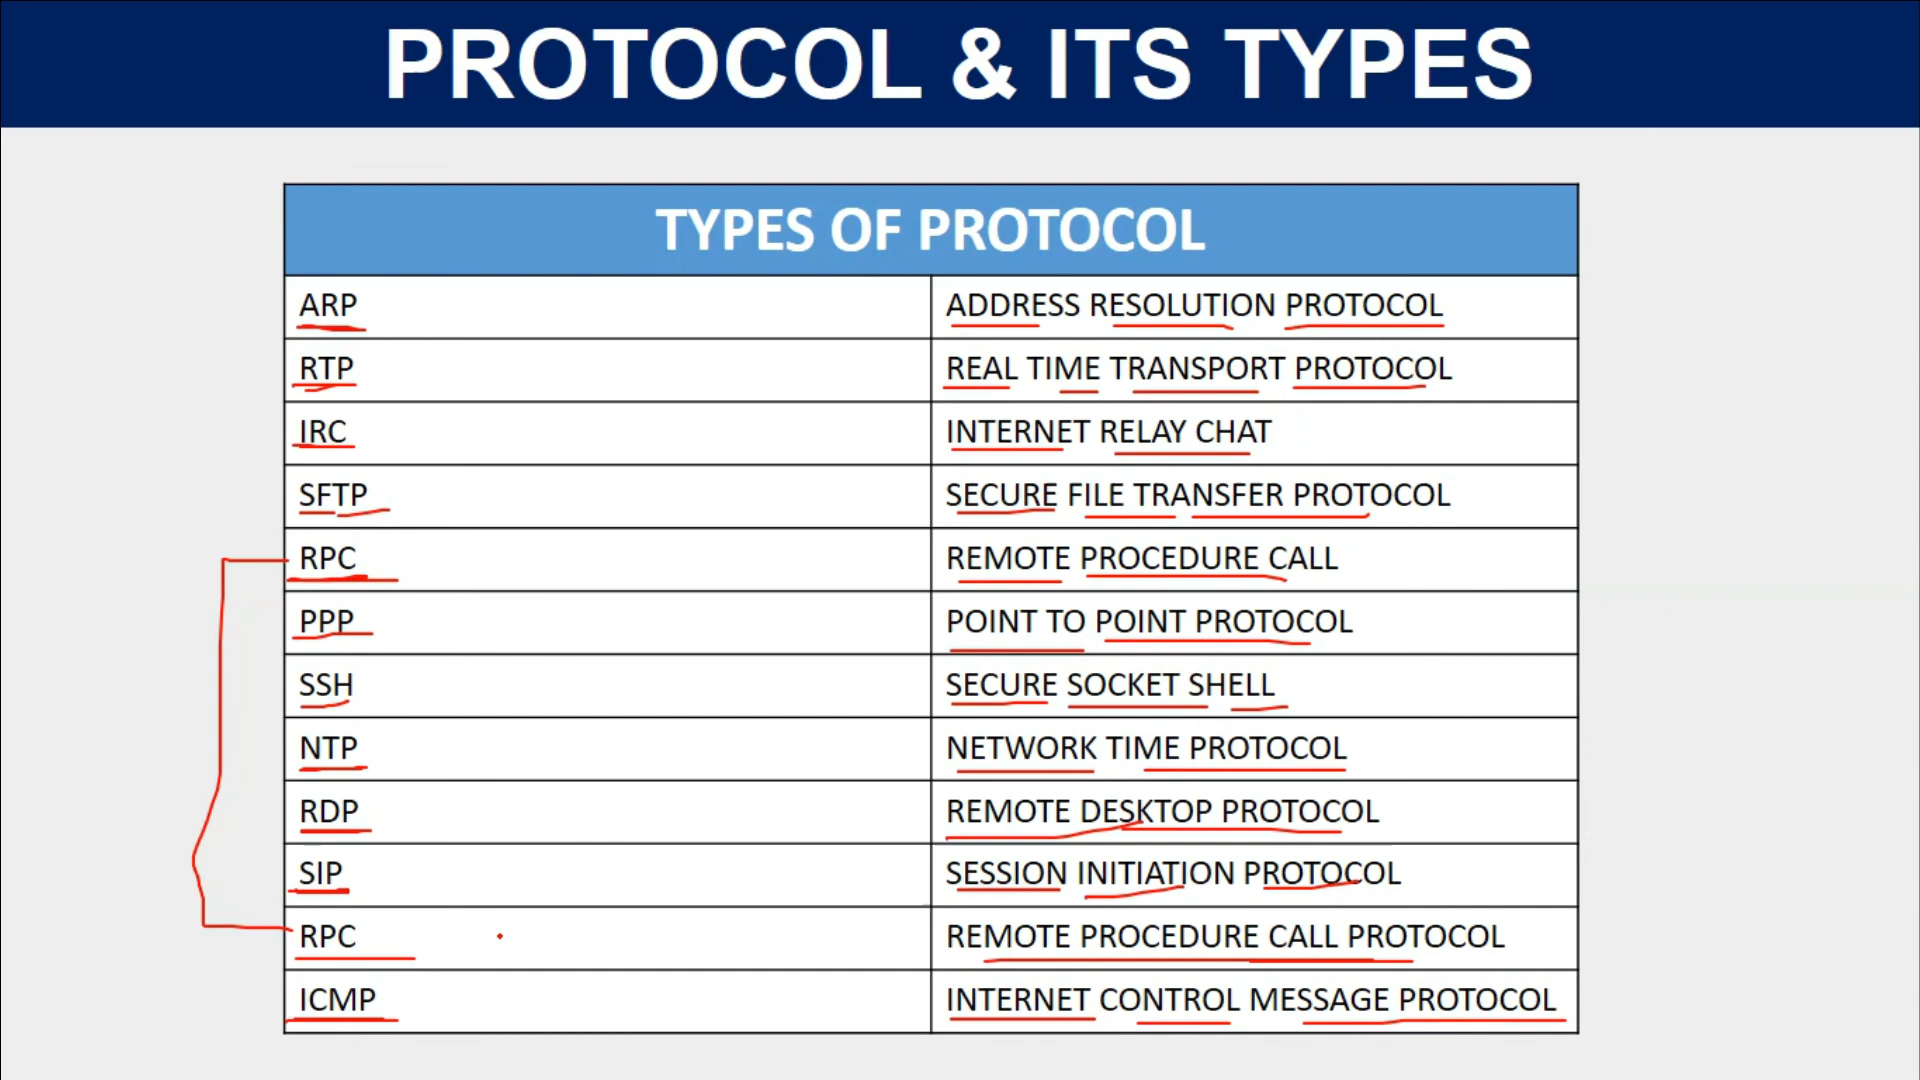 PROTOCOL & ITS TYPES
TYPES OF PROTOCOL
ARP ADDRESS RESOLUTION PROTOCOL
RTP REAL TIME TRANSPORT PROTOCOL
IRC INTERNET RELAY CHAT
SFTP SECURE FILE TRANSFER PROTOCOL
RPC REMOTE PROCEDURE CALL
PPP POINT TO POINT PROTOCOL
SSH SECURE SOCKET SHELL
NTP NETWORK TIME PROTOCOL
RDP REMOTE DESKTOP PROTOCOL
SIP SESSION INITIATION PROTOCOL
RPC REMOTE PROCEDURE CALL PROTOCOL
ICMP INTERNET CONTROL MESSAGE PROTOCOL